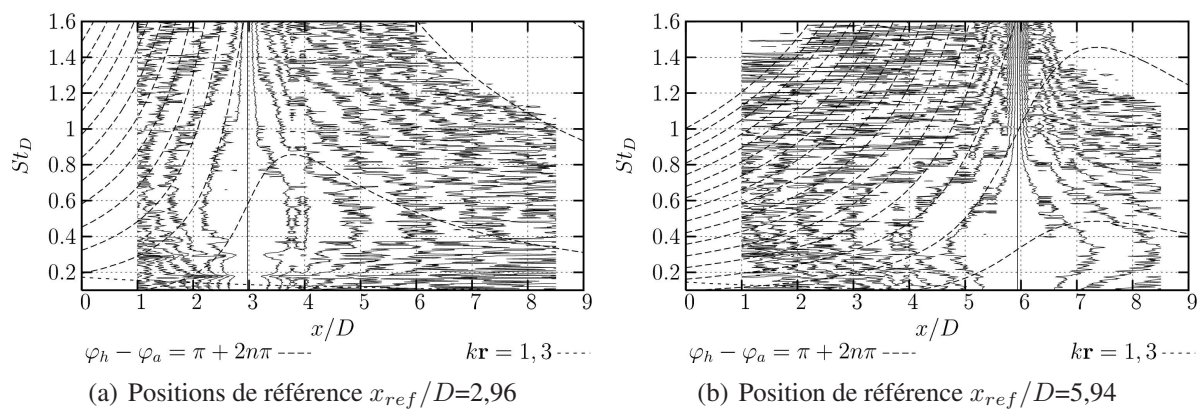 1.6
1.4
1.2
1
0.8
0.6
0.4
0.2
St_D
0 1 2 3 4 5 6 7 8 9
x/D
φ_h − φ_a = π + 2nπ ---- k𝐫 = 1, 3 ----
(a) Positions de référence x_ref/D=2,96
1.6
1.4
1.2
1
0.8
0.6
0.4
0.2
St_D
0 1 2 3 4 5 6 7 8 9
x/D
φ_h − φ_a = π + 2nπ ---- k𝐫 = 1, 3 ----
(b) Position de référence x_ref/D=5,94